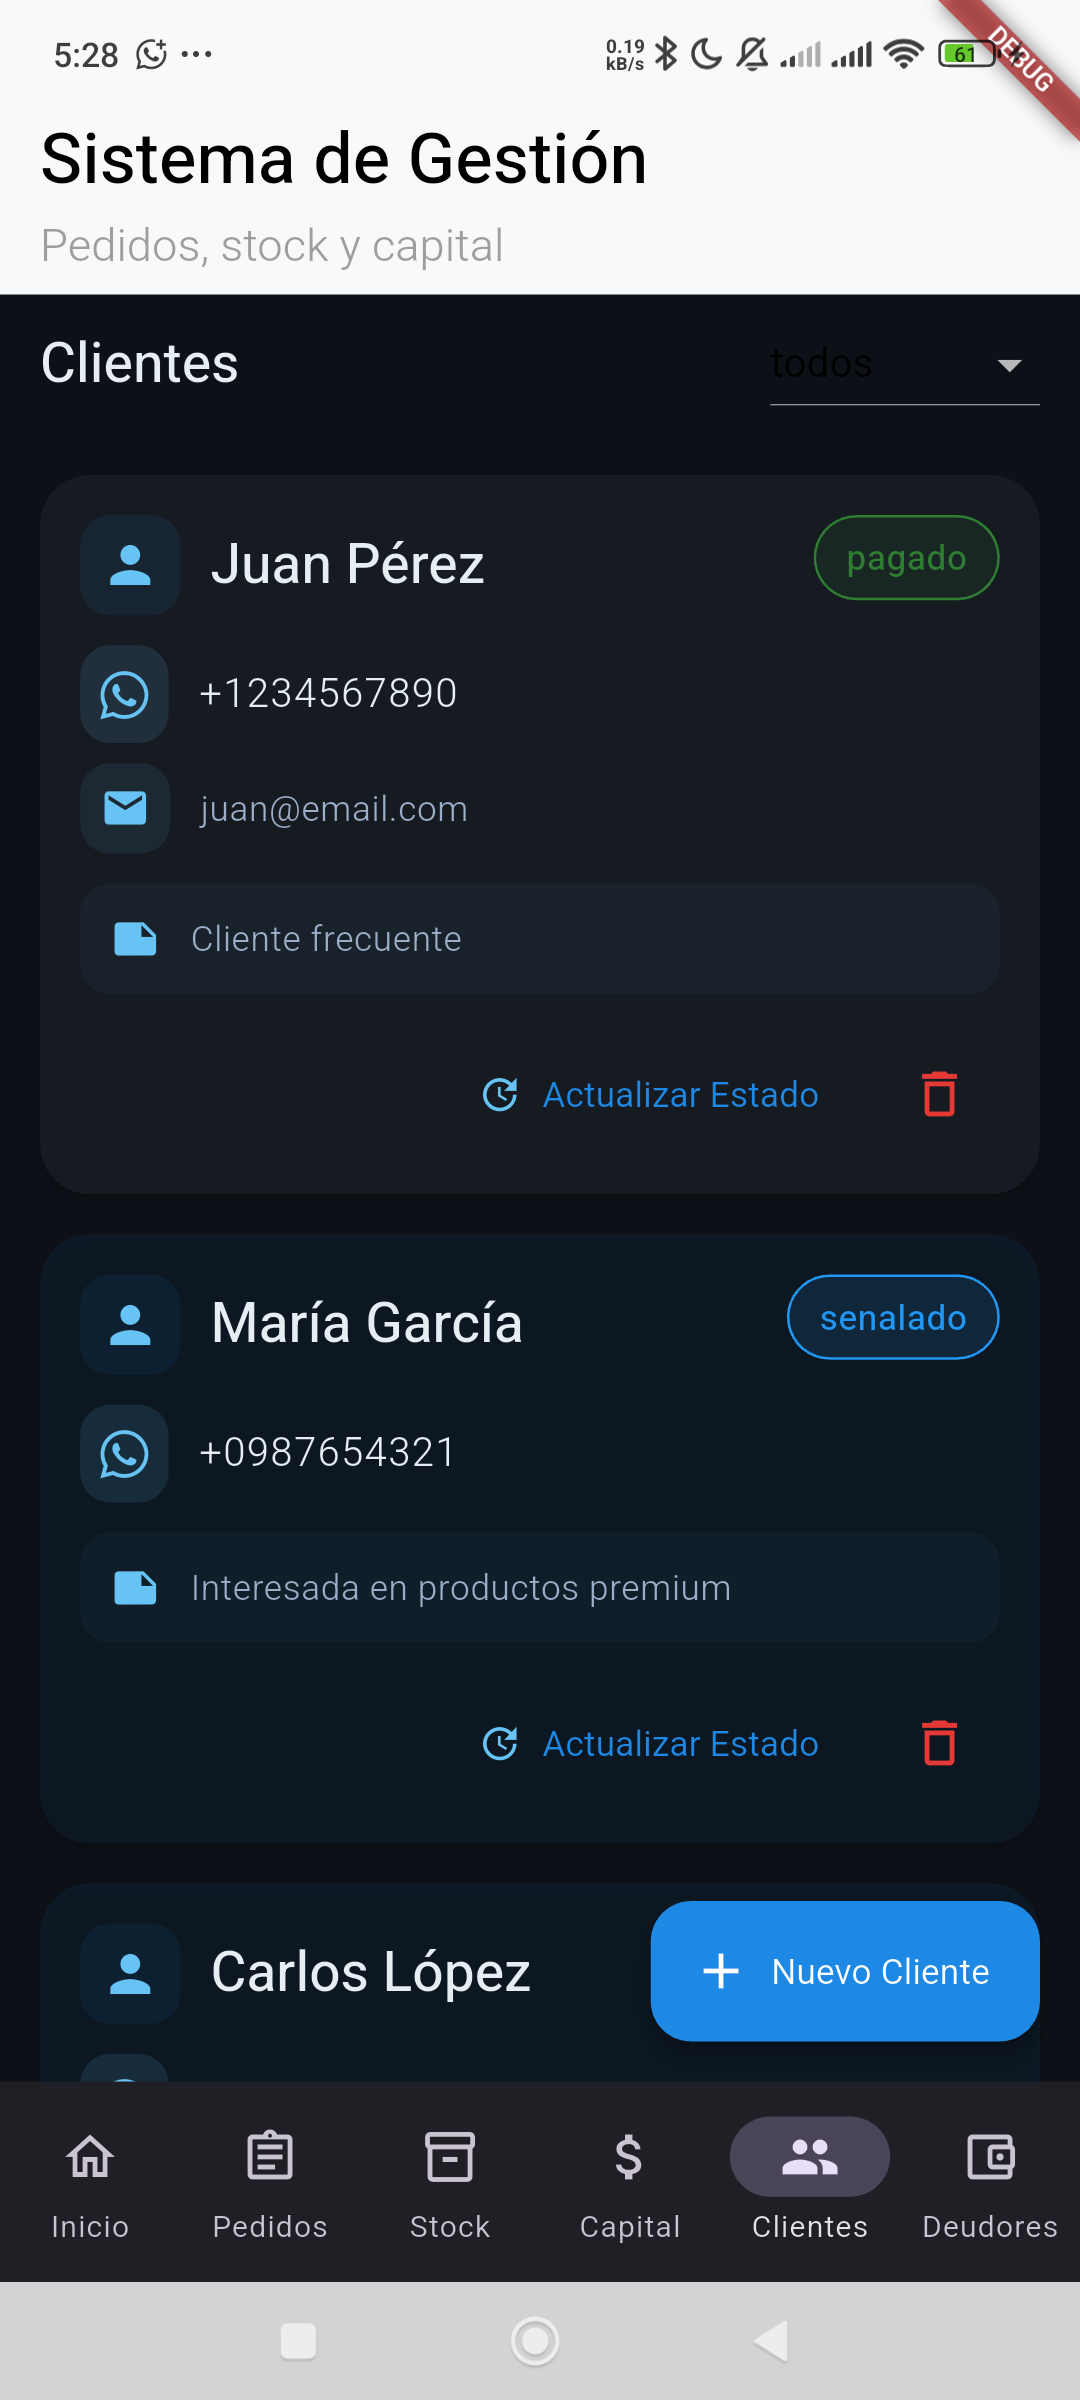 5:28
0.19
kB/s
61
DEBUG
Sistema de Gestión
Pedidos, stock y capital
Clientes
todos
Juan Pérez
pagado
+1234567890
juan@email.com
Cliente frecuente
Actualizar Estado
María García
senalado
+0987654321
Interesada en productos premium
Actualizar Estado
Carlos López
Nuevo Cliente
Inicio
Pedidos
Stock
Capital
Clientes
Deudores